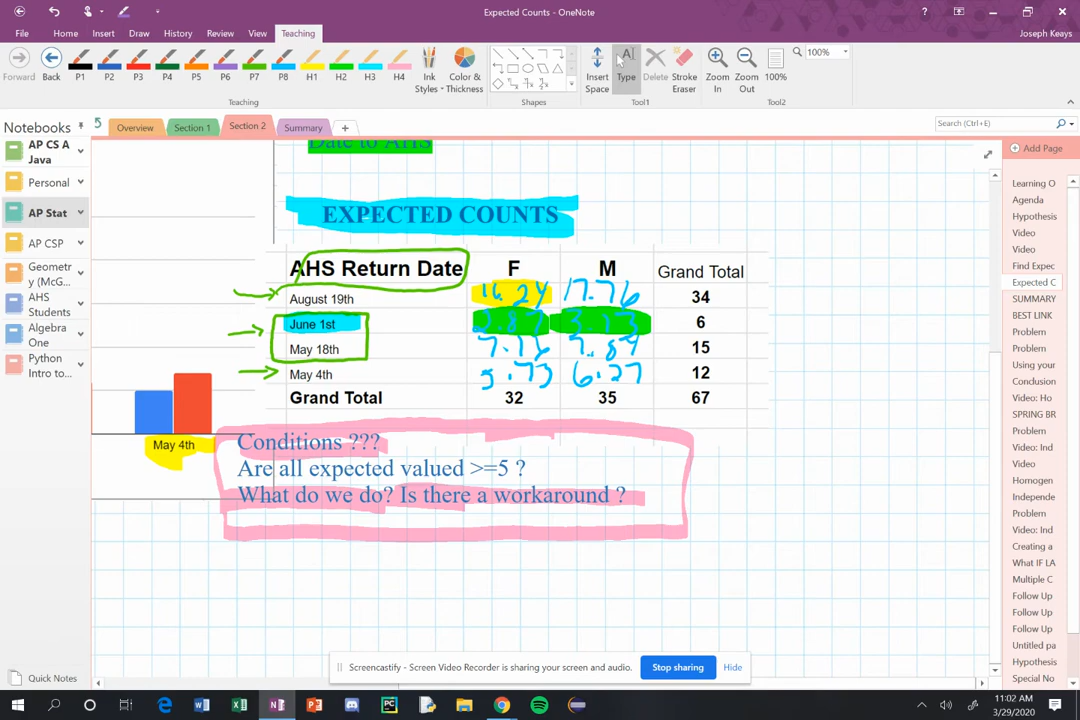 Expected Counts - OneNote
Joseph Keays
File Home Insert Draw History Review View Teaching
Forward Back P1 P2 P3 P4 P5 P6 P7 P8 H1 H2 H3 H4 Ink Styles Color & Thickness Insert Space Type Delete Stroke Eraser Zoom In Zoom Out 100% 100%
Teaching Shapes Tool1 Tool2
Notebooks
Overview Section 1 Section 2 Summary
Search (Ctrl+E)
AP CS A Java
Personal
AP Stat
AP CSP
Geometry (McG
AHS Students
Algebra One
Python Intro to...
Quick Notes
Date to AHS
EXPECTED COUNTS
AHS Return Date F M Grand Total
August 19th 16.24 17.76 34
June 1st 6
May 18th 15
May 4th 5.73 6.27 12
Grand Total 32 35 67
May 4th
Conditions ???
Are all expected valued >=5 ?
What do we do? Is there a workaround ?
Add Page
Learning O
Agenda
Hypothesis
Video
Video
Find Expec
Expected C
SUMMARY
BEST LINK
Problem
Problem
Using your
Conclusion
SPRING BR
Problem
Video: Ind
Video
Homogen
Independe
Problem
Video: Ind
Creating a
What IF LA
Multiple C
Follow Up
Follow Up
Follow Up
Untitled pa
Hypothesis
Special No
Screencastify - Screen Video Recorder is sharing your screen and audio. Stop sharing Hide
11:02 AM
3/29/2020